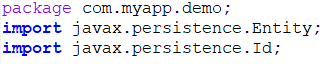 package com.myapp.demo;
import javax.persistence.Entity;
import javax.persistence.Id;